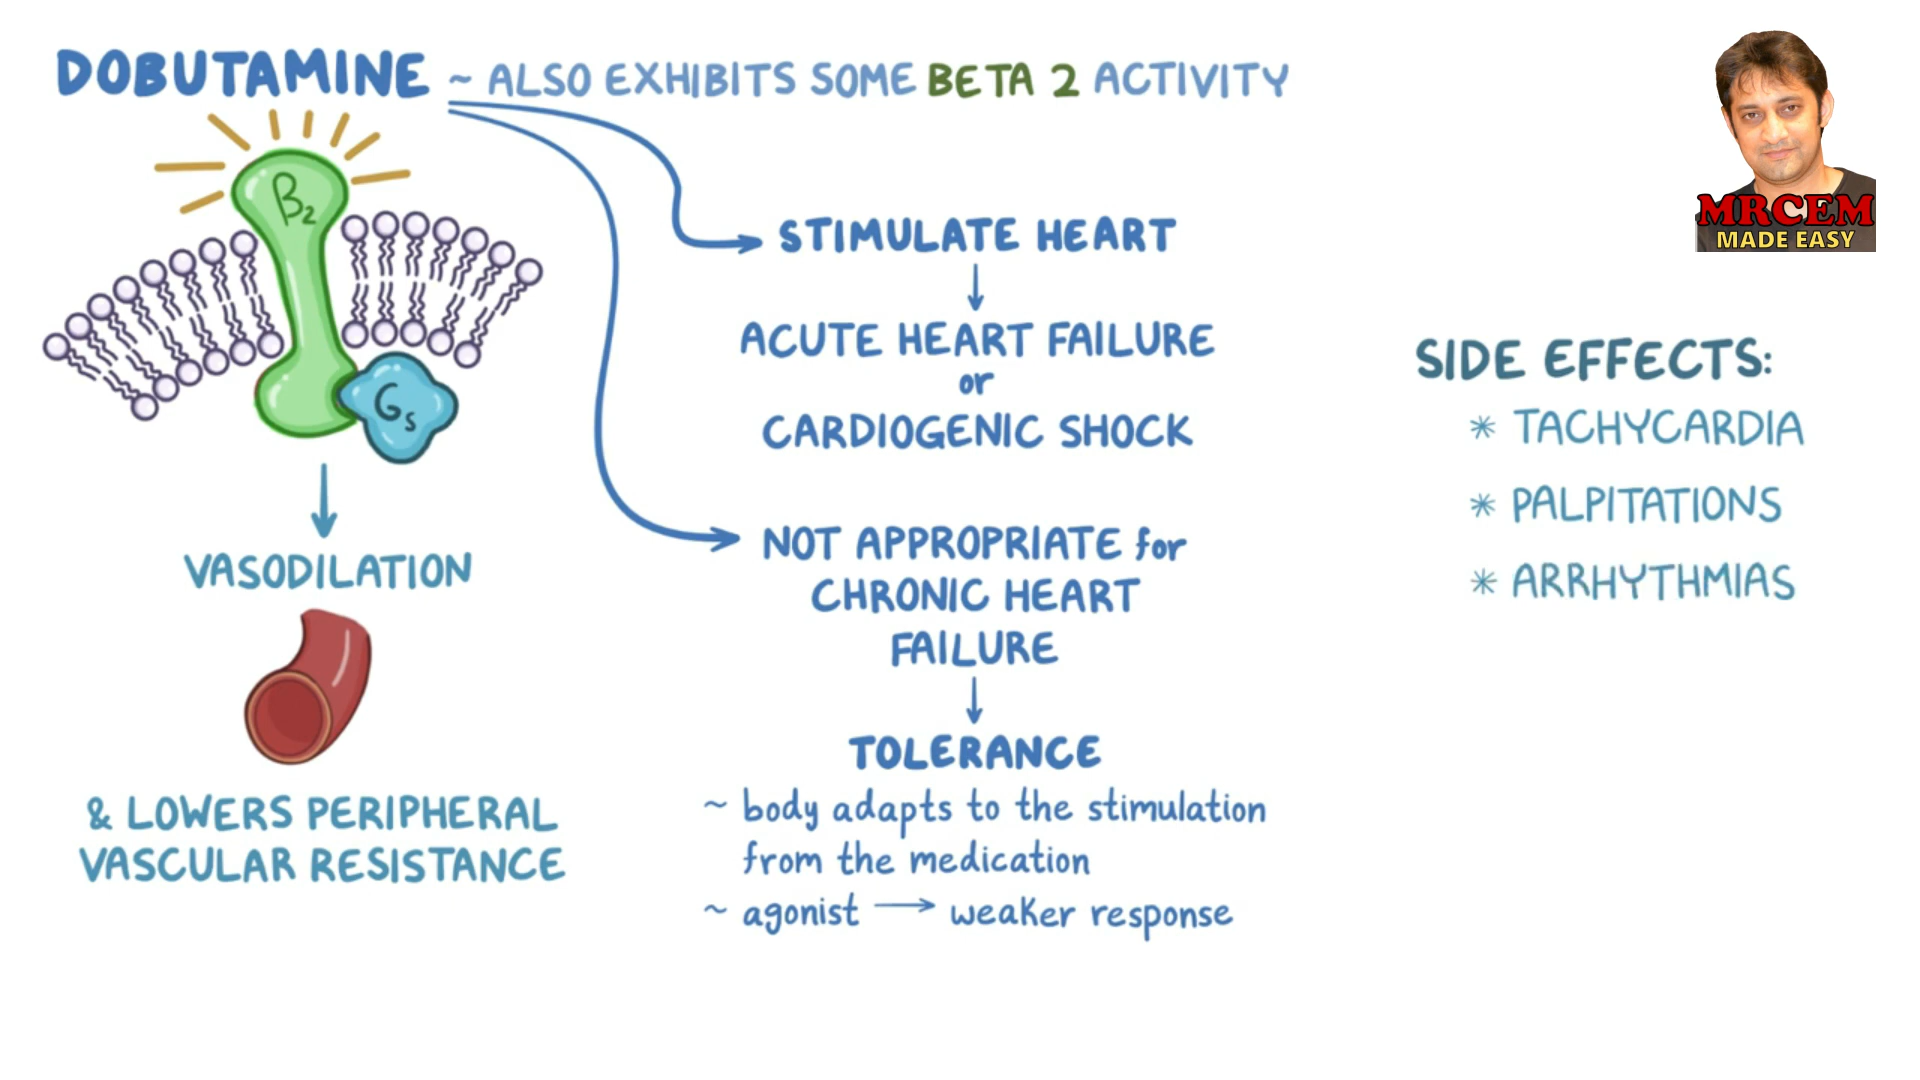 DOBUTAMINE ~ ALSO EXHIBITS SOME BETA 2 ACTIVITY
β2
Gs
VASODILATION
& LOWERS PERIPHERAL
VASCULAR RESISTANCE
STIMULATE HEART
ACUTE HEART FAILURE
or
CARDIOGENIC SHOCK
NOT APPROPRIATE for
CHRONIC HEART
FAILURE
TOLERANCE
~ body adapts to the stimulation
from the medication
~ agonist → weaker response
MRCEM
MADE EASY
SIDE EFFECTS:
* TACHYCARDIA
* PALPITATIONS
* ARRHYTHMIAS